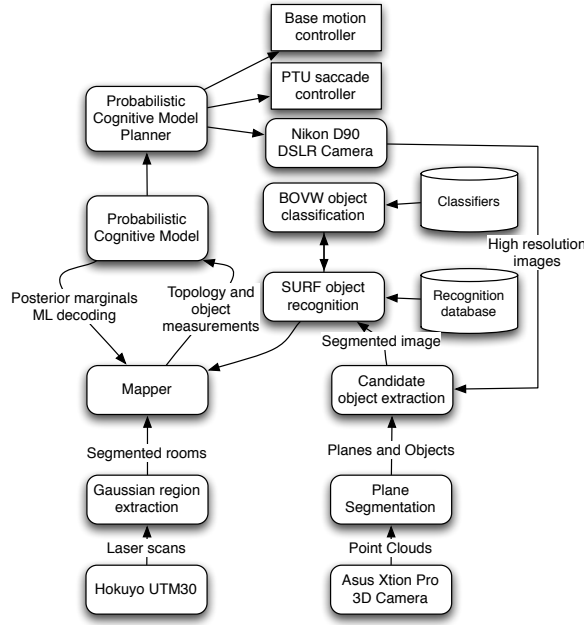 Base motion
controller
PTU saccade
controller
Probabilistic
Cognitive Model
Planner
Nikon D90
DSLR Camera
BOVW object
classification
Classifiers
Probabilistic
Cognitive Model
High resolution
images
Posterior marginals
ML decoding
Topology and
object
measurements
SURF object
recognition
Recognition
database
Segmented image
Mapper
Candidate
object extraction
Segmented rooms
Planes and Objects
Gaussian region
extraction
Plane
Segmentation
Laser scans
Point Clouds
Hokuyo UTM30
Asus Xtion Pro
3D Camera